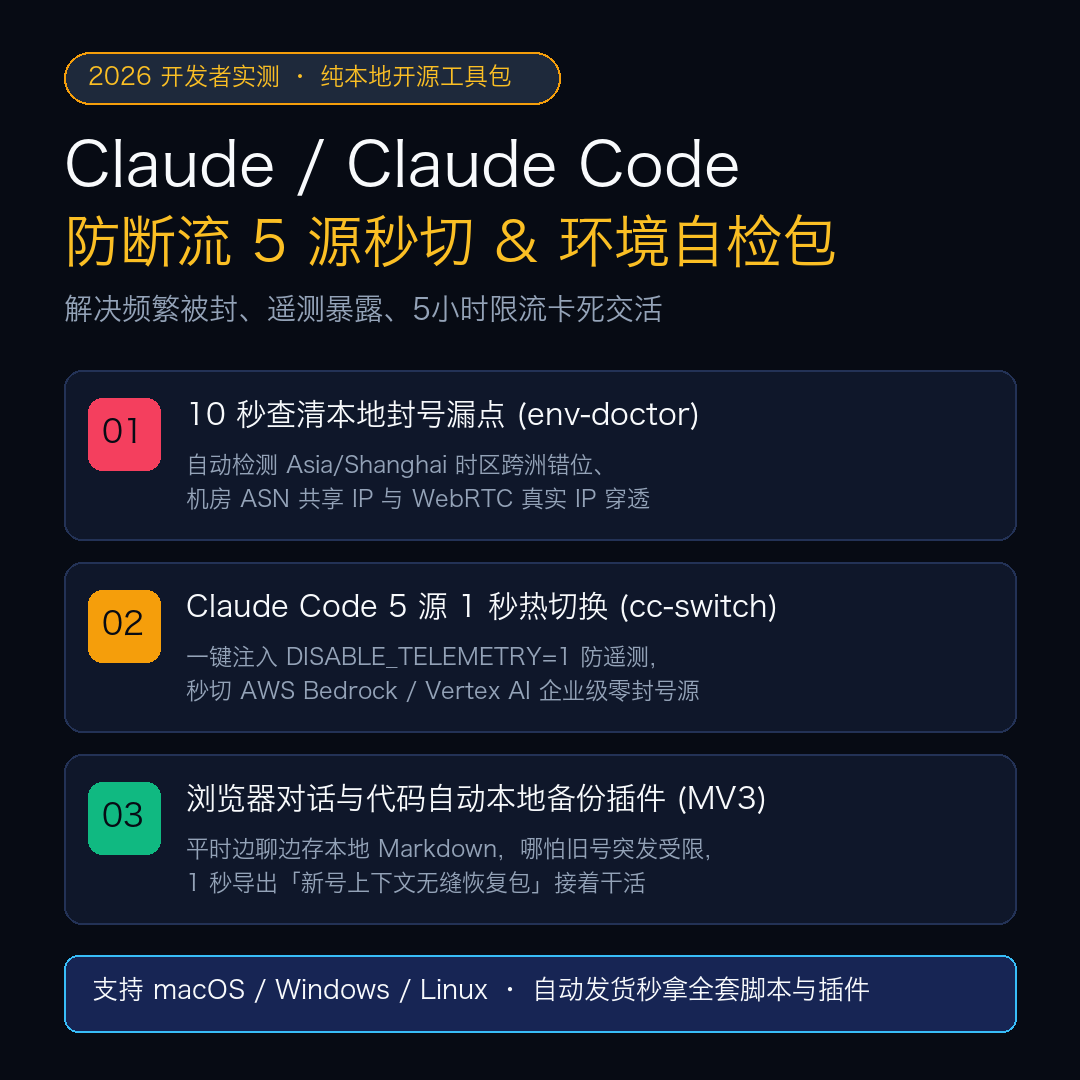 2026 开发者实测 · 纯本地开源工具包
Claude / Claude Code
防断流 5 源秒切 & 环境自检包
解决频繁被封、遥测暴露、5小时限流卡死交活
01
10 秒查清本地封号漏点 (env-doctor)
自动检测 Asia/Shanghai 时区跨洲错位、
机房 ASN 共享 IP 与 WebRTC 真实 IP 穿透
02
Claude Code 5 源 1 秒热切换 (cc-switch)
一键注入 DISABLE_TELEMETRY=1 防遥测，
秒切 AWS Bedrock / Vertex AI 企业级零封号源
03
浏览器对话与代码自动本地备份插件 (MV3)
平时边聊边存本地 Markdown，哪怕旧号突发受限，
1 秒导出「新号上下文无缝恢复包」接着干活
支持 macOS / Windows / Linux · 自动发货秒拿全套脚本与插件